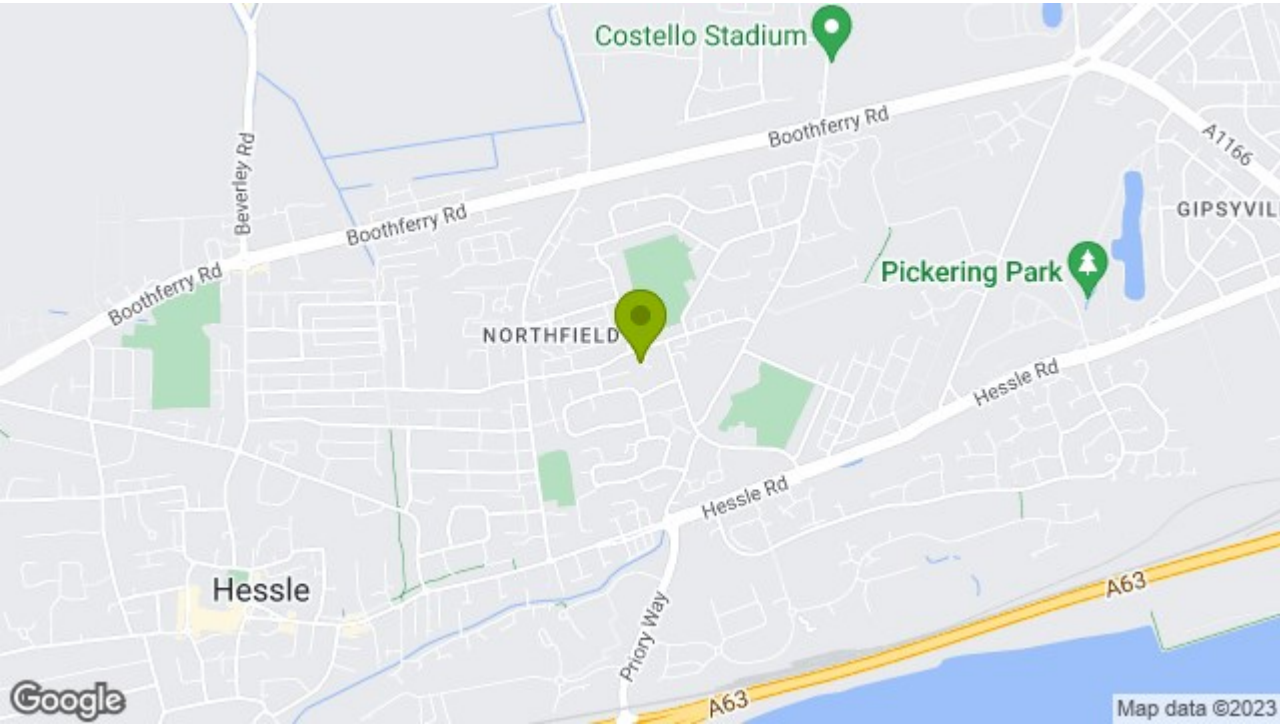 Costello Stadium
Boothferry Rd
A1166
Beverley Rd
GIPSYVIL
Boothferry Rd
Boothferry Rd
Pickering Park
NORTHFIELD
Hessle Rd
Hessle Rd
Hessle
A63
Priory Way
A63
Google
Map data ©2023